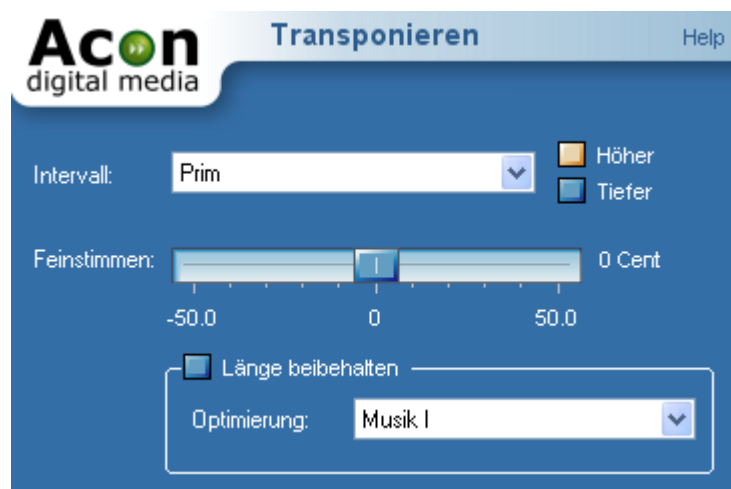 Acon
digital media
Transponieren
Help
Intervall:
Prim
Höher
Tiefer
Feinstimmen:
0 Cent
-50.0
0
50.0
Länge beibehalten
Optimierung:
Musik I